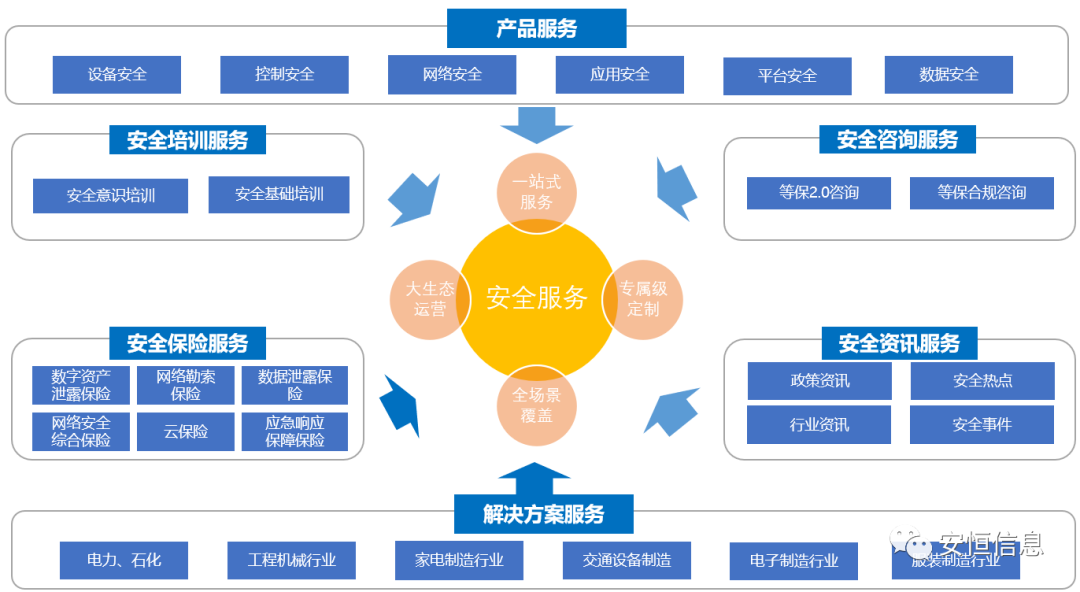 产品服务
设备安全
控制安全
网络安全
应用安全
平台安全
数据安全
安全培训服务
安全意识培训
安全基础培训
安全咨询服务
等保2.0咨询
等保合规咨询
一站式
服务
大生态
运营
安全服务
专属级
定制
全场景
覆盖
安全保险服务
数字资产
泄露保险
网络勒索
保险
数据泄露保
险
网络安全
综合保险
云保险
应急响应
保障保险
安全资讯服务
政策资讯
安全热点
行业资讯
安全事件
解决方案服务
电力、石化
工程机械行业
家电制造行业
交通设备制造
电子制造行业
服装制造行业
安恒信息